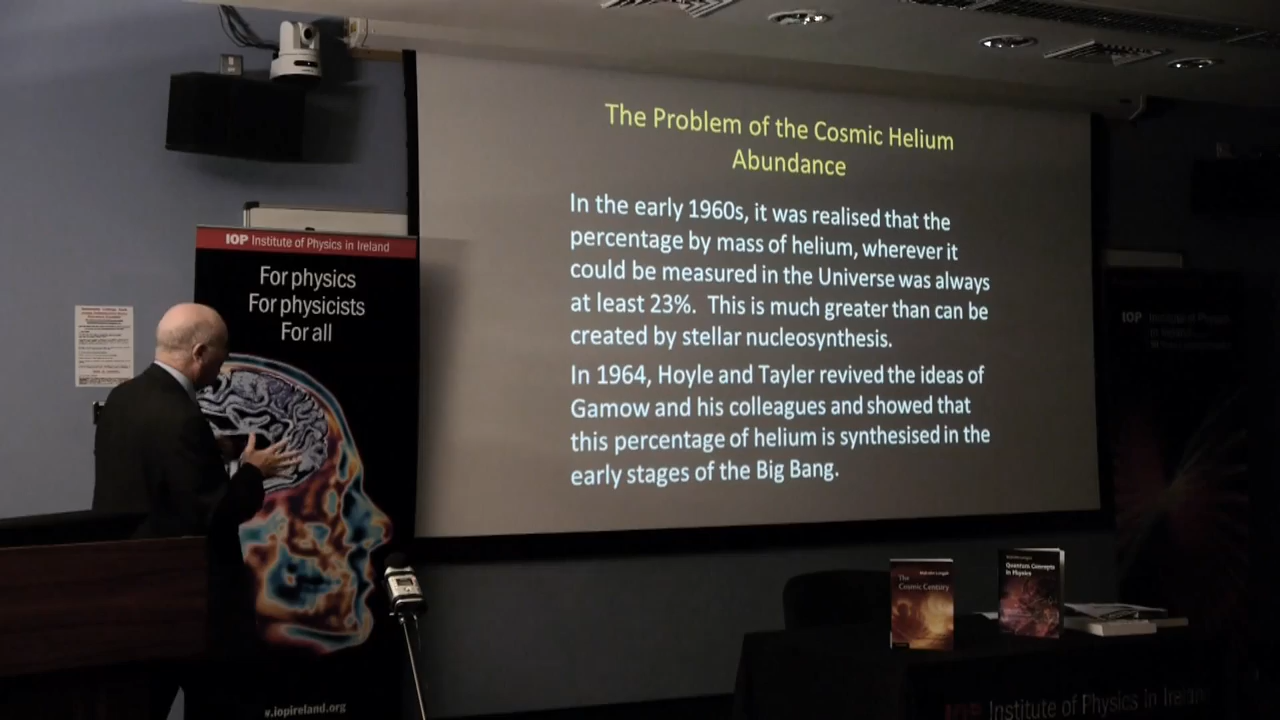 The Problem of the Cosmic Helium
Abundance
In the early 1960s, it was realised that the
percentage by mass of helium, wherever it
could be measured in the Universe was always
at least 23%. This is much greater than can be
created by stellar nucleosynthesis.
In 1964, Hoyle and Tayler revived the ideas of
Gamow and his colleagues and showed that
this percentage of helium is synthesised in the
early stages of the Big Bang.
IOP Institute of Physics in Ireland
For physics
For physicists
For all
www.iopireland.org
IOP
The
Cosmic Century
Quantum Concepts
in Physics
IOP Institute of Physics in Ireland